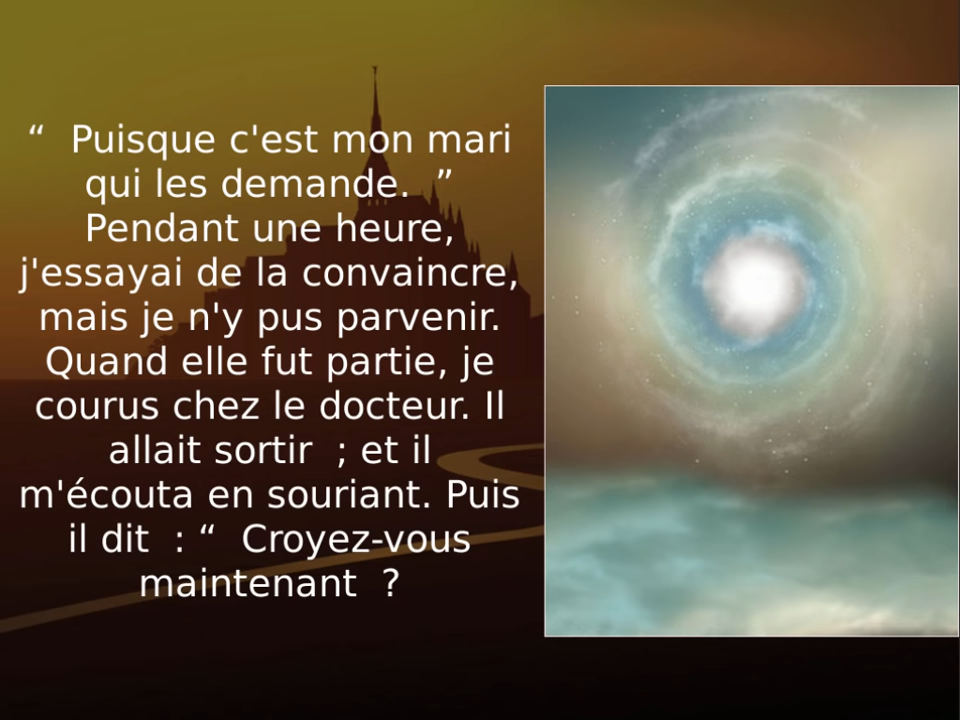 “  Puisque c'est mon mari
qui les demande.  ”
Pendant une heure,
j'essayai de la convaincre,
mais je n'y pus parvenir.
Quand elle fut partie, je
courus chez le docteur. Il
allait sortir  ; et il
m'écouta en souriant. Puis
il dit  : “  Croyez-vous
maintenant  ?